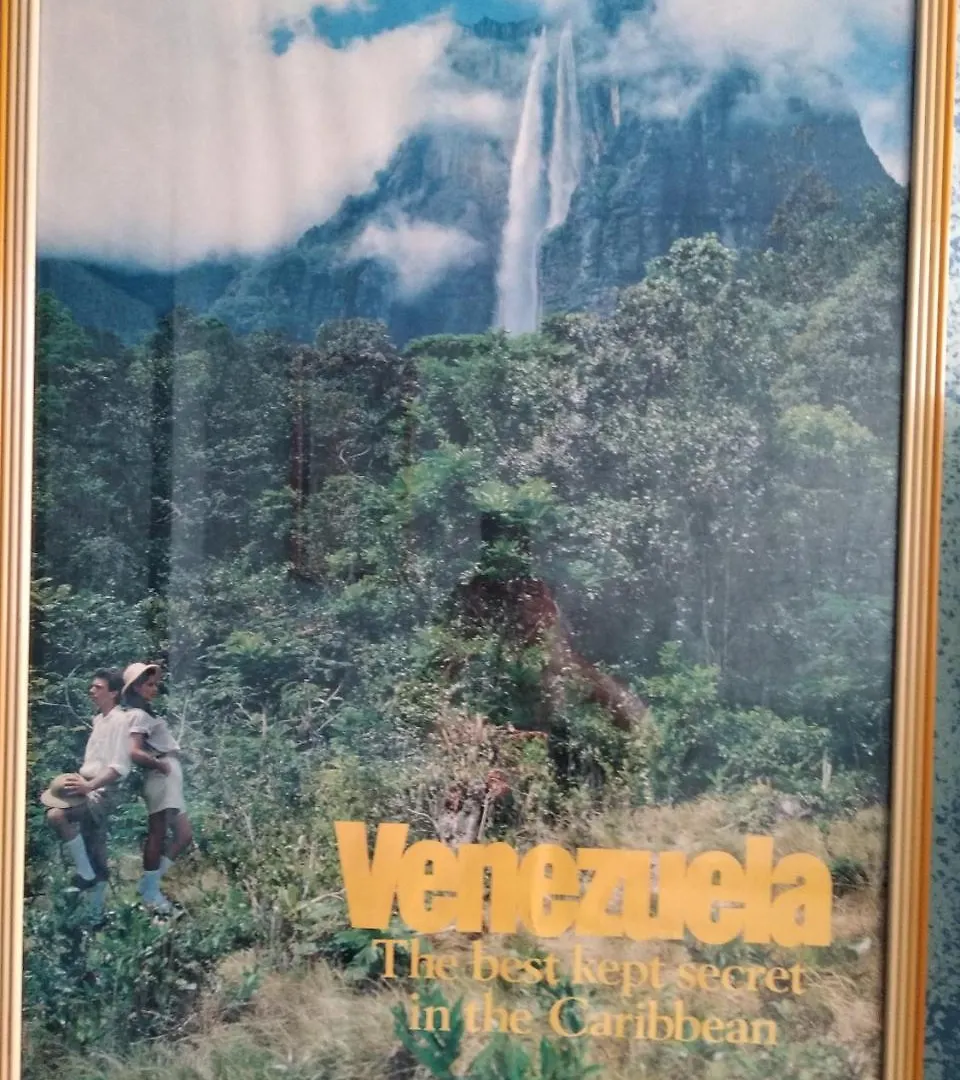 Venezuela
The best kept secret
in the Caribbean